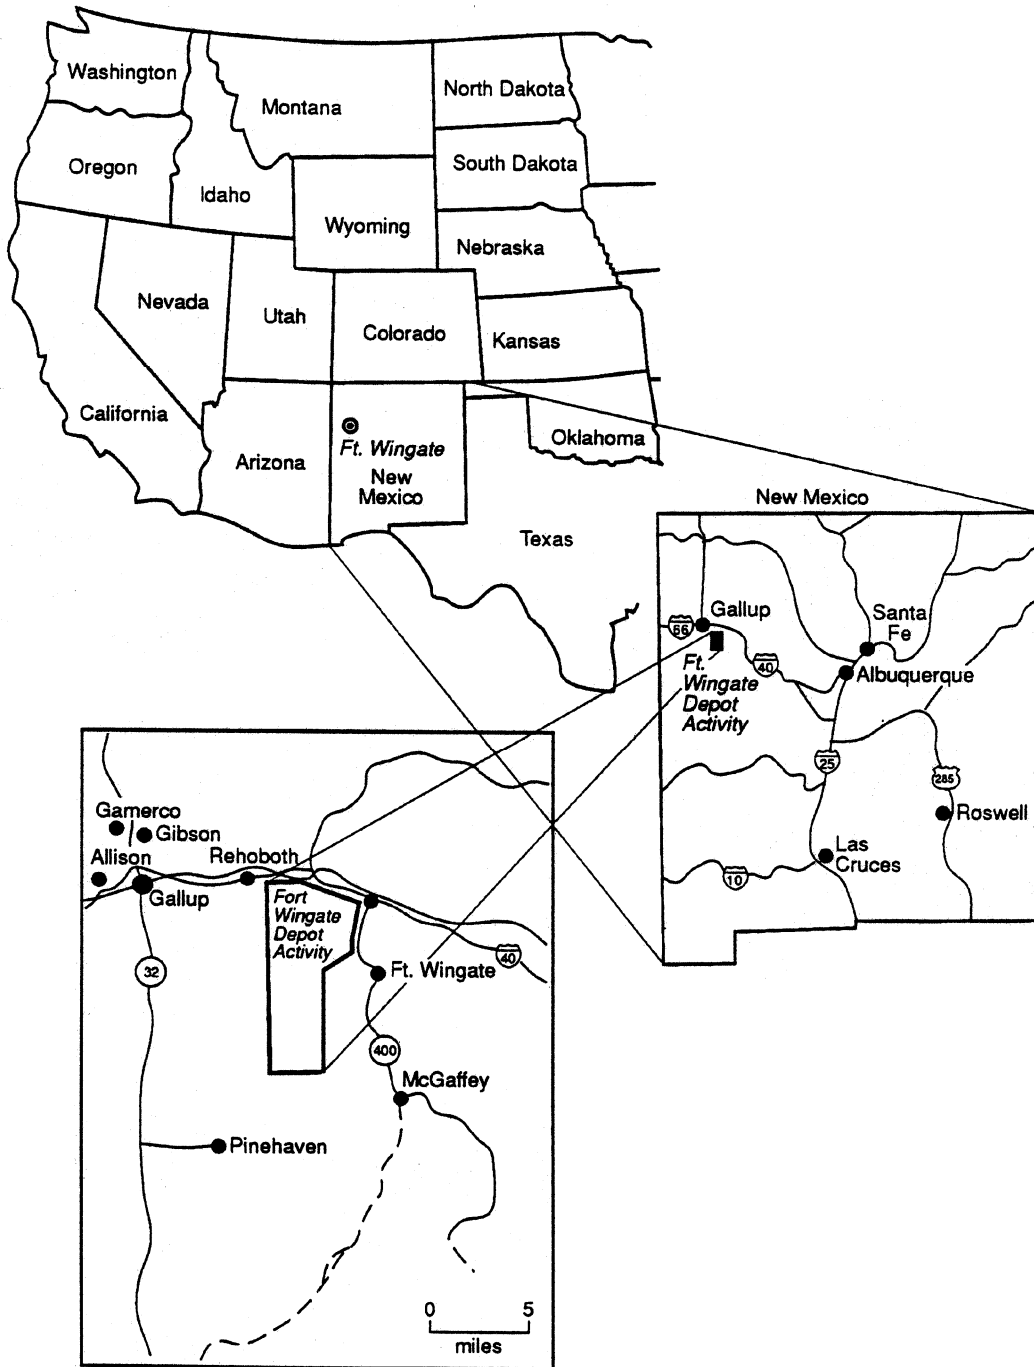 Washington
Montana
North Dakota
Oregon
Idaho
South Dakota
Wyoming
Nebraska
Nevada
Utah
Colorado
Kansas
California
Arizona
Ft. Wingate
New
Mexico
Oklahoma
Texas
New Mexico
66
Gallup
Santa
Fe
40
Albuquerque
Ft.
Wingate
Depot
Activity
25
285
Roswell
Las
Cruces
10
Gamerco
Gibson
Allison
Rehoboth
Gallup
Fort
Wingate
Depot
Activity
40
32
Ft. Wingate
400
McGaffey
Pinehaven
0 5
miles